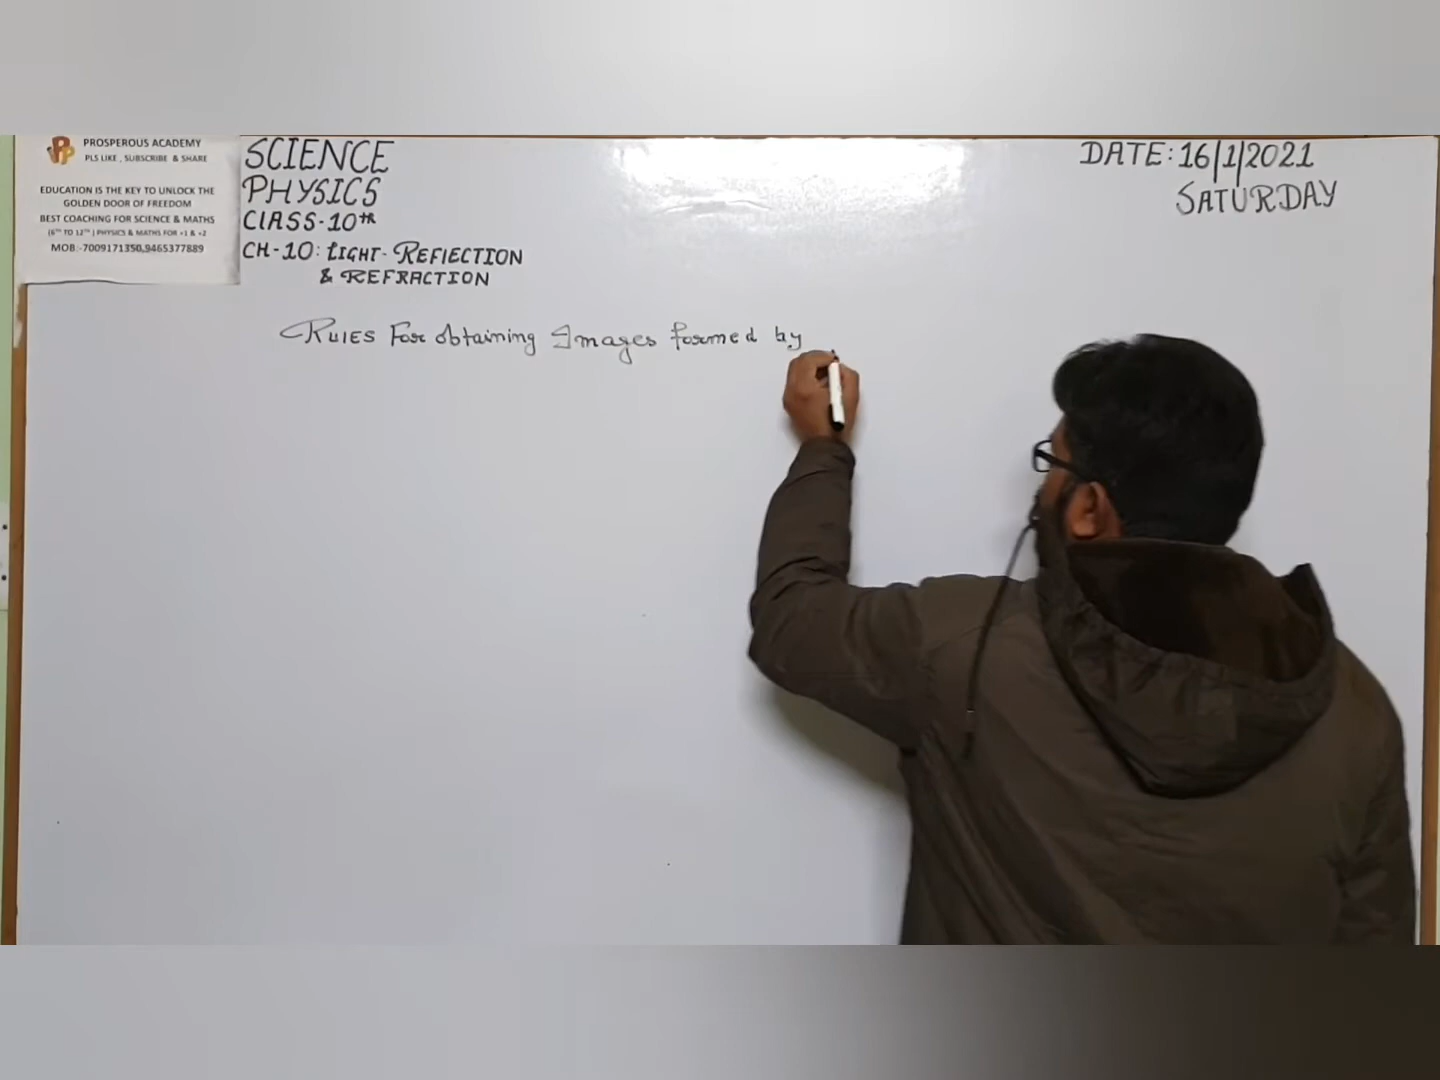 PROSPEROUS ACADEMY
PLS LIKE , SUBSCRIBE & SHARE
EDUCATION IS THE KEY TO UNLOCK THE
GOLDEN DOOR OF FREEDOM
BEST COACHING FOR SCIENCE & MATHS
(6TH TO 12TH ) PHYSICS & MATHS FOR +1 & +2
MOB:-7009171350,9465377889
SCIENCE
PHYSICS
CLASS-10TH
CH-10: LIGHT-REFLECTION
& REFRACTION
DATE:16/1/2021
SATURDAY
RULES For obtaining Images formed by